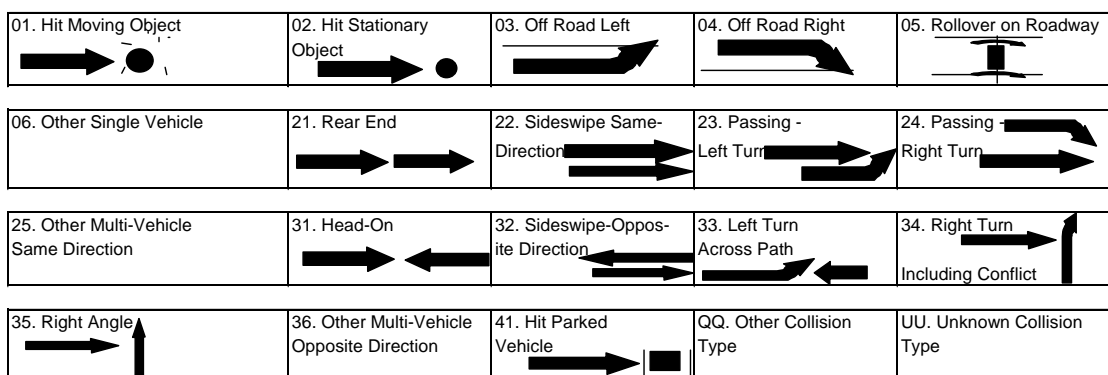 01. Hit Moving Object
02. Hit Stationary
Object
03. Off Road Left
04. Off Road Right
05. Rollover on Roadway
06. Other Single Vehicle
21. Rear End
22. Sideswipe Same-
Direction
23. Passing -
Left Turn
24. Passing -
Right Turn
25. Other Multi-Vehicle
Same Direction
31. Head-On
32. Sideswipe-Oppos-
ite Direction
33. Left Turn
Across Path
34. Right Turn
Including Conflict
35. Right Angle
36. Other Multi-Vehicle
Opposite Direction
41. Hit Parked
Vehicle
QQ. Other Collision
Type
UU. Unknown Collision
Type